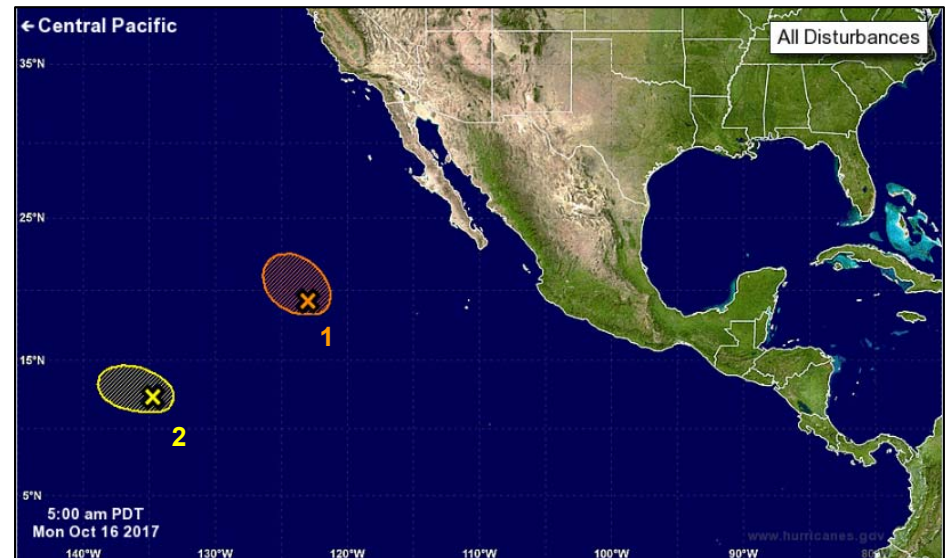 ← Central Pacific
All Disturbances
35°N
25°N
1
15°N
2
5°N
5:00 am PDT
Mon Oct 16 2017
www.hurricanes.gov
140°W 130°W 120°W 110°W 100°W 90°W 80°W